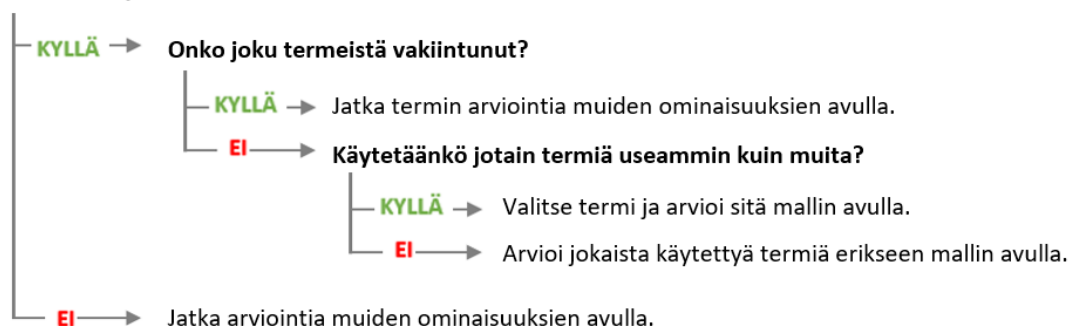 KYLLÄ Onko joku termeistä vakiintunut?
KYLLÄ Jatka termin arviointia muiden ominaisuuksien avulla.
EI Käytetäänkö jotain termiä useammin kuin muita?
KYLLÄ Valitse termi ja arvioi sitä mallin avulla.
EI Arvioi jokaista käytettyä termiä erikseen mallin avulla.
EI Jatka arviointia muiden ominaisuuksien avulla.